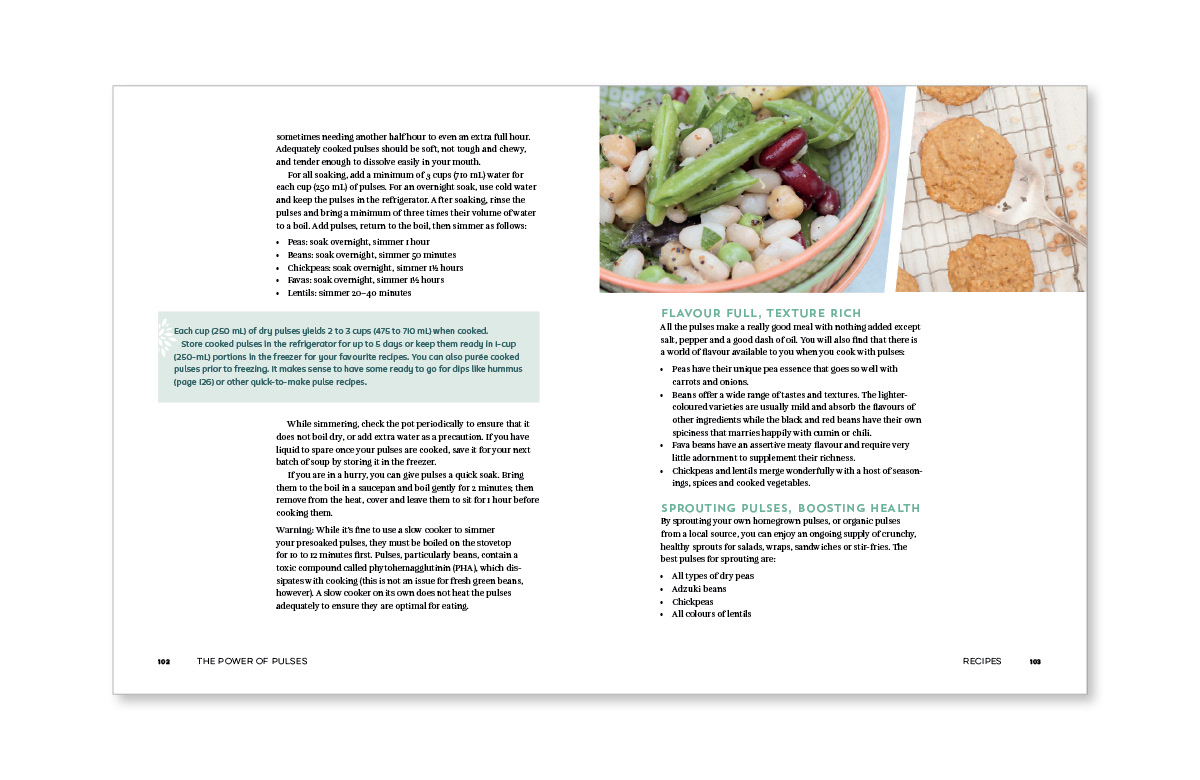 sometimes needing another half hour to even an extra full hour.
Adequately cooked pulses should be soft, not tough and chewy,
and tender enough to dissolve easily in your mouth.
For all soaking, add a minimum of 3 cups (710 mL) water for
each cup (250 mL) of pulses. For an overnight soak, use cold water
and keep the pulses in the refrigerator. After soaking, rinse the
pulses and bring a minimum of three times their volume of water
to a boil. Add pulses, return to the boil, then simmer as follows:
• Peas: soak overnight, simmer 1 hour
• Beans: soak overnight, simmer 50 minutes
• Chickpeas: soak overnight, simmer 1½ hours
• Favas: soak overnight, simmer 1½ hours
• Lentils: simmer 20–40 minutes
Each cup (250 mL) of dry pulses yields 2 to 3 cups (475 to 710 mL) when cooked.
Store cooked pulses in the refrigerator for up to 5 days or keep them ready in 1-cup
(250-mL) portions in the freezer for your favourite recipes. You can also purée cooked
pulses prior to freezing. It makes sense to have some ready to go for dips like hummus
(page 126) or other quick-to-make pulse recipes.
While simmering, check the pot periodically to ensure that it
does not boil dry, or add extra water as a precaution. If you have
liquid to spare once your pulses are cooked, save it for your next
batch of soup by storing it in the freezer.
If you are in a hurry, you can give pulses a quick soak. Bring
them to the boil in a saucepan and boil gently for 2 minutes; then
remove from the heat, cover and leave them to sit for 1 hour before
cooking them.
Warning: While it's fine to use a slow cooker to simmer
your presoaked pulses, they must be boiled on the stovetop
for 10 to 12 minutes first. Pulses, particularly beans, contain a
toxic compound called phytohemagglutinin (PHA), which dis-
sipates with cooking (this is not an issue for fresh green beans,
however). A slow cooker on its own does not heat the pulses
adequately to ensure they are optimal for eating.
102 THE POWER OF PULSES
FLAVOUR FULL, TEXTURE RICH
All the pulses make a really good meal with nothing added except
salt, pepper and a good dash of oil. You will also find that there is
a world of flavour available to you when you cook with pulses:
• Peas have their unique pea essence that goes so well with
carrots and onions.
• Beans offer a wide range of tastes and textures. The lighter-
coloured varieties are usually mild and absorb the flavours of
other ingredients while the black and red beans have their own
spiciness that marries happily with cumin or chili.
• Fava beans have an assertive meaty flavour and require very
little adornment to supplement their richness.
• Chickpeas and lentils merge wonderfully with a host of season-
ings, spices and cooked vegetables.
SPROUTING PULSES, BOOSTING HEALTH
By sprouting your own homegrown pulses, or organic pulses
from a local source, you can enjoy an ongoing supply of crunchy,
healthy sprouts for salads, wraps, sandwiches or stir-fries. The
best pulses for sprouting are:
• All types of dry peas
• Adzuki beans
• Chickpeas
• All colours of lentils
RECIPES 103